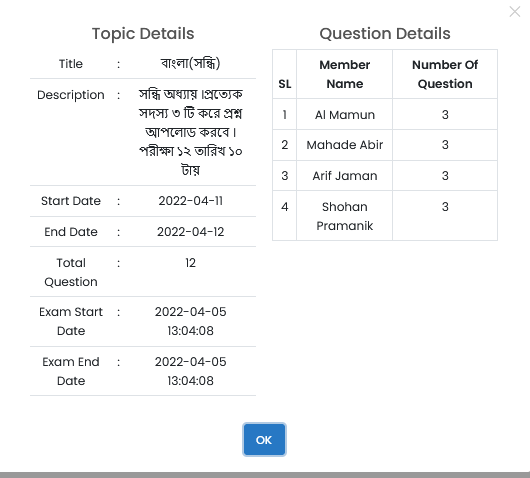 Topic Details
Title : বাংলা(সন্ধি)
Description : সন্ধি অধ্যায় ।প্রত্যেক
সদস্য ৩ টি করে প্রশ্ন
আপলোড করবে ।
পরীক্ষা ১২ তারিখ ১০
টায়
Start Date : 2022-04-11
End Date : 2022-04-12
Total : 12
Question
Exam Start : 2022-04-05
Date 13:04:08
Exam End : 2022-04-05
Date 13:04:08
Question Details
SL Member Name Number Of Question
1 Al Mamun 3
2 Mahade Abir 3
3 Arif Jaman 3
4 Shohan 3
Pramanik
OK